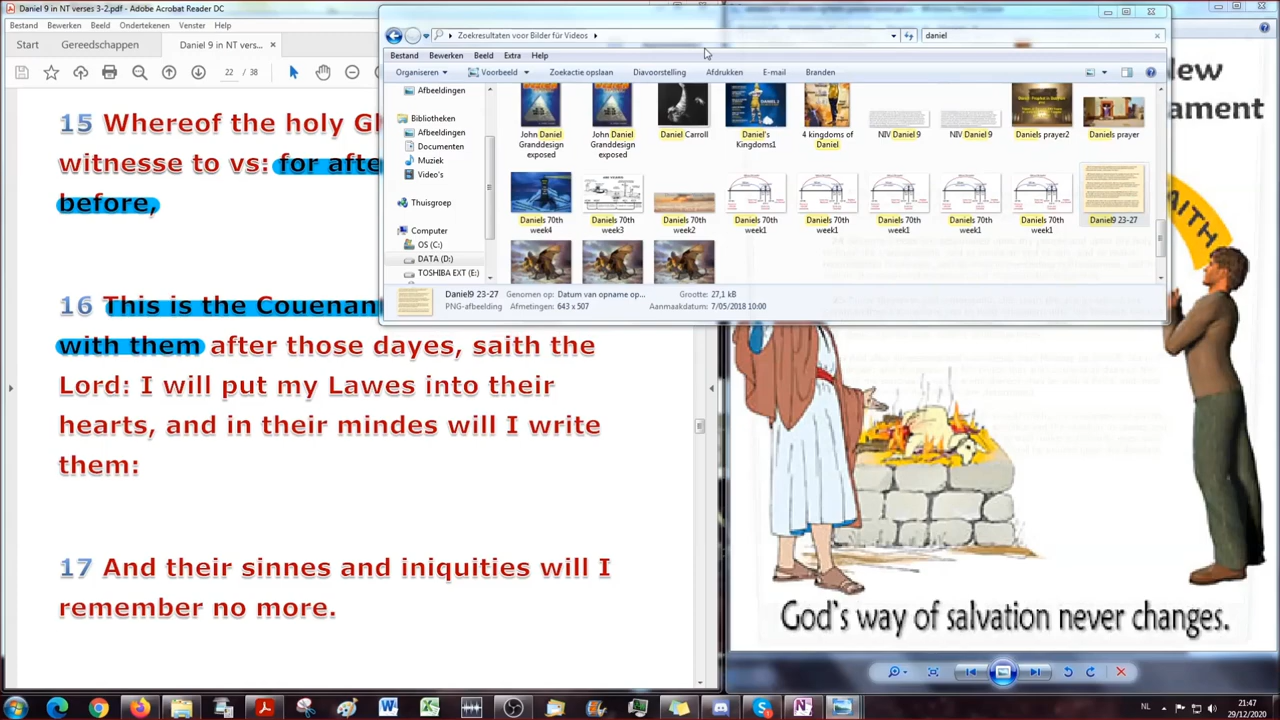 Daniel 9 in NT verses 3-2.pdf - Adobe Acrobat Reader DC
Bestand Bewerken Beeld Ondertekenen Venster Help
Start Gereedschappen Daniel 9 in NT vers... ×
22 / 38
15 Whereof the holy Gh
witnesse to vs: for after
before,
16 This is the Couenan
with them after those dayes, saith the
Lord: I will put my Lawes into their
hearts, and in their mindes will I write
them:
17 And their sinnes and iniquities will I
remember no more.
Zoekresultaten voor Bilder für Videos
daniel
Bestand Bewerken Beeld Extra Help
Organiseren Voorbeeld Zoekactie opslaan Diavoorstelling Afdrukken E-mail Branden
Afbeeldingen
Bibliotheken
Afbeeldingen
Documenten
Muziek
Video's
Thuisgroep
Computer
OS (C:)
DATA (D:)
TOSHIBA EXT (E:)
John Daniel Granddesign exposed
John Daniel Granddesign exposed
Daniel Carroll
Daniel's Kingdoms1
4 kingdoms of Daniel
NIV Daniel 9
NIV Daniel 9
Daniels prayer2
Daniels prayer
Daniels 70th week4
Daniels 70th week3
Daniels 70th week2
Daniels 70th week1
Daniels 70th week1
Daniels 70th week1
Daniels 70th week1
Daniels 70th week1
Daniel9 23-27
Daniel9 23-27 Genomen op: Datum van opname op... Grootte: 27,1 kB
PNG-afbeelding Afmetingen: 643 x 507 Aanmaakdatum: 7/05/2018 10:00
ew
ament
AITH
God's way of salvation never changes.
NL
21:47
29/12/2020